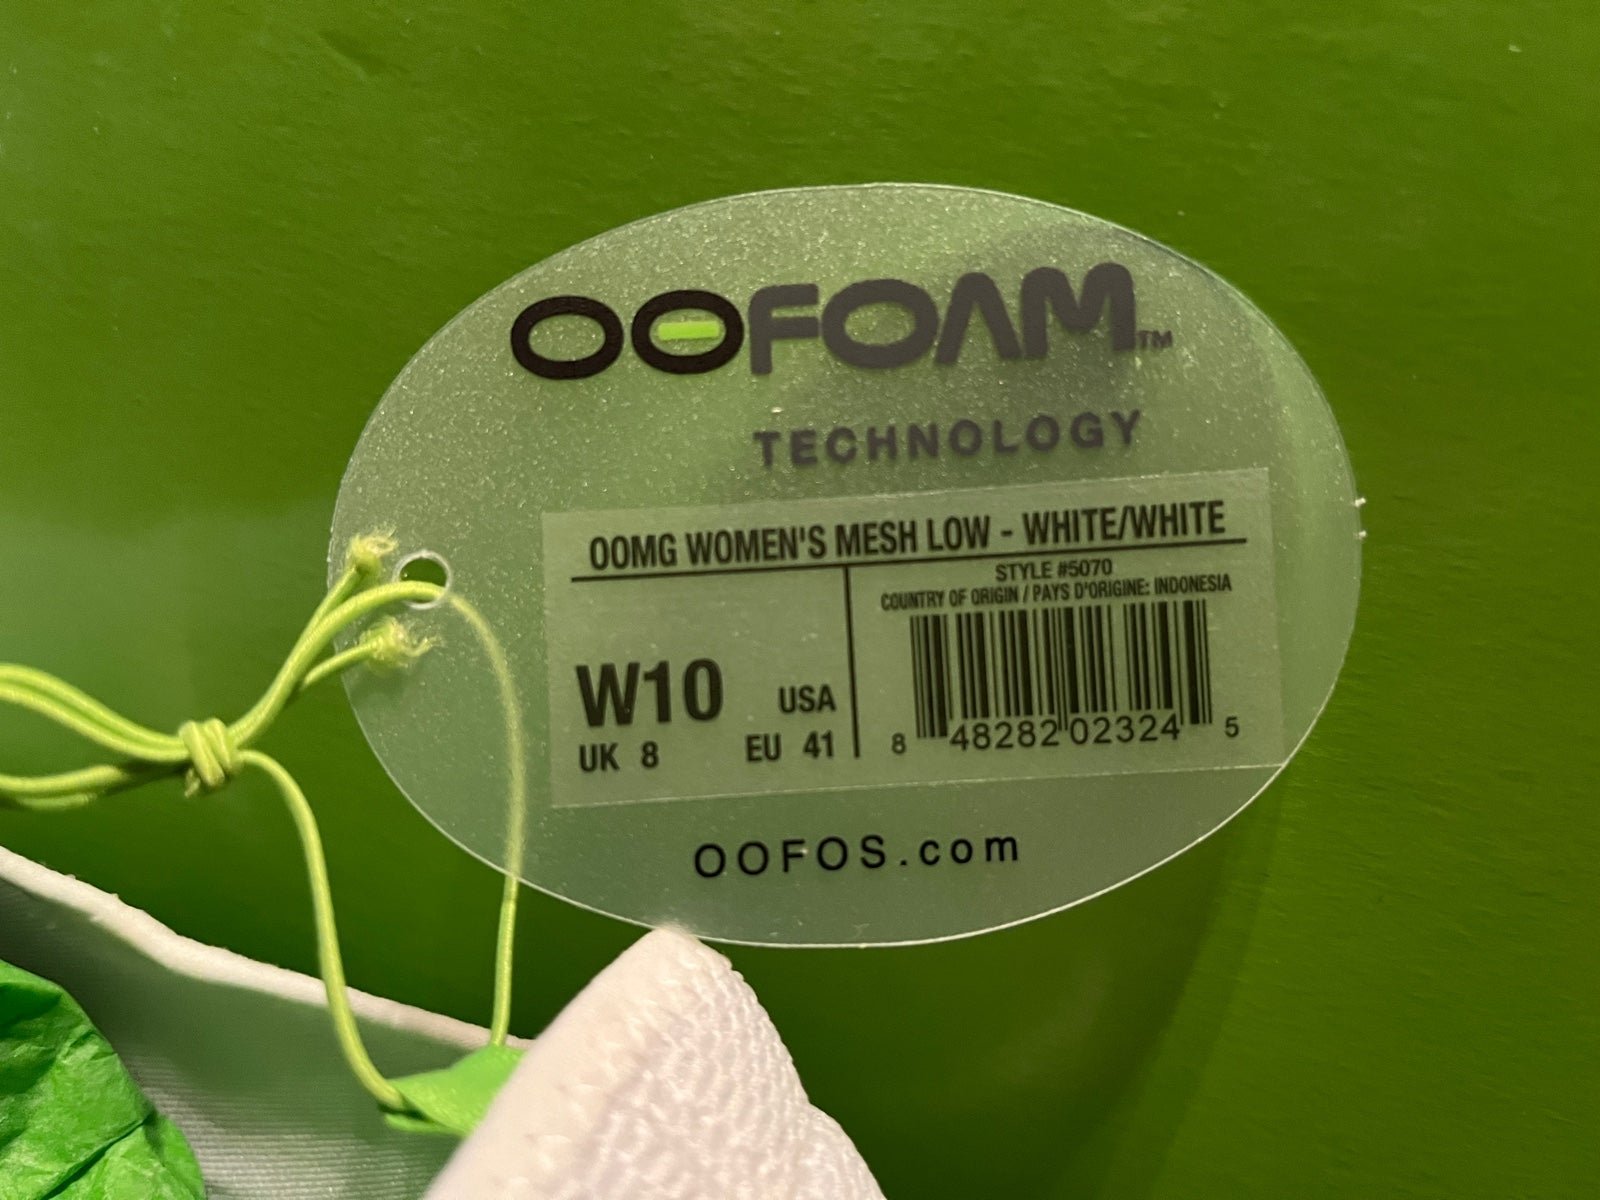 OOFOAM™
TECHNOLOGY
OOMG WOMEN'S MESH LOW - WHITE/WHITE
STYLE #5070
COUNTRY OF ORIGIN / PAYS D'ORIGINE: INDONESIA
W10 USA
UK 8 EU 41
8 48282 02324 5
OOFOS.com